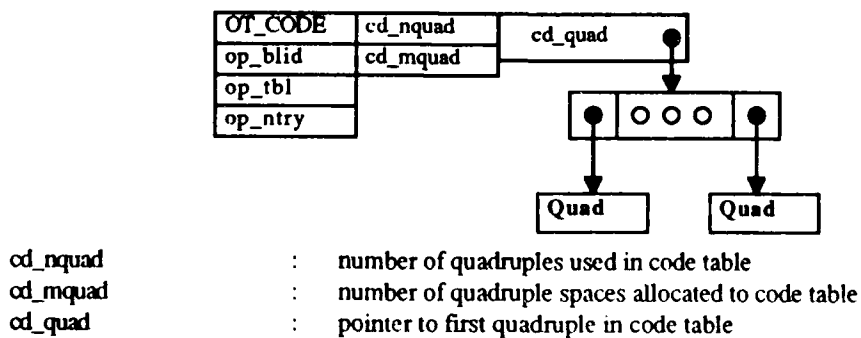 OT_CODE cd_nquad cd_quad
op_blid cd_mquad
op_tbl
op_ntry
Quad Quad
cd_nquad : number of quadruples used in code table
cd_mquad : number of quadruple spaces allocated to code table
cd_quad : pointer to first quadruple in code table